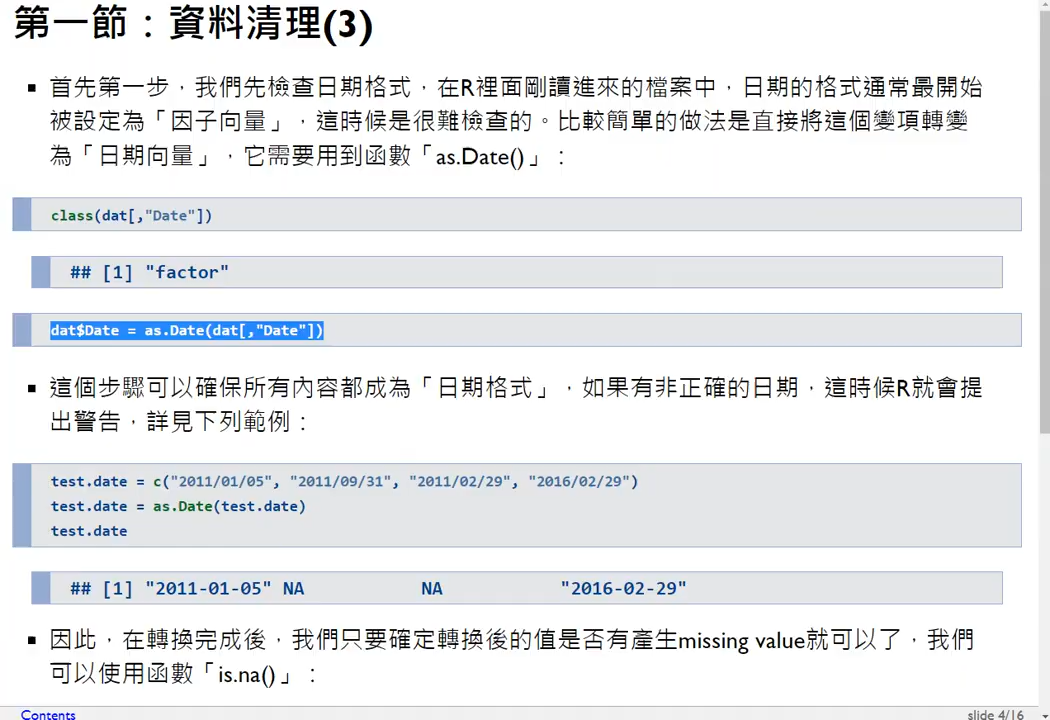 第一節：資料清理(3)
首先第一步，我們先檢查日期格式，在R裡面剛讀進來的檔案中，日期的格式通常最開始
被設定為「因子向量」，這時候是很難檢查的。比較簡單的做法是直接將這個變項轉變
為「日期向量」，它需要用到函數「as.Date()」：
class(dat[,"Date"])
## [1] "factor"
dat$Date = as.Date(dat[,"Date"])
這個步驟可以確保所有內容都成為「日期格式」，如果有非正確的日期，這時候R就會提
出警告，詳見下列範例：
test.date = c("2011/01/05", "2011/09/31", "2011/02/29", "2016/02/29")
test.date = as.Date(test.date)
test.date
## [1] "2011-01-05" NA           NA           "2016-02-29"
因此，在轉換完成後，我們只要確定轉換後的值是否有產生missing value就可以了，我們
可以使用函數「is.na()」：
Contents
slide 4/16